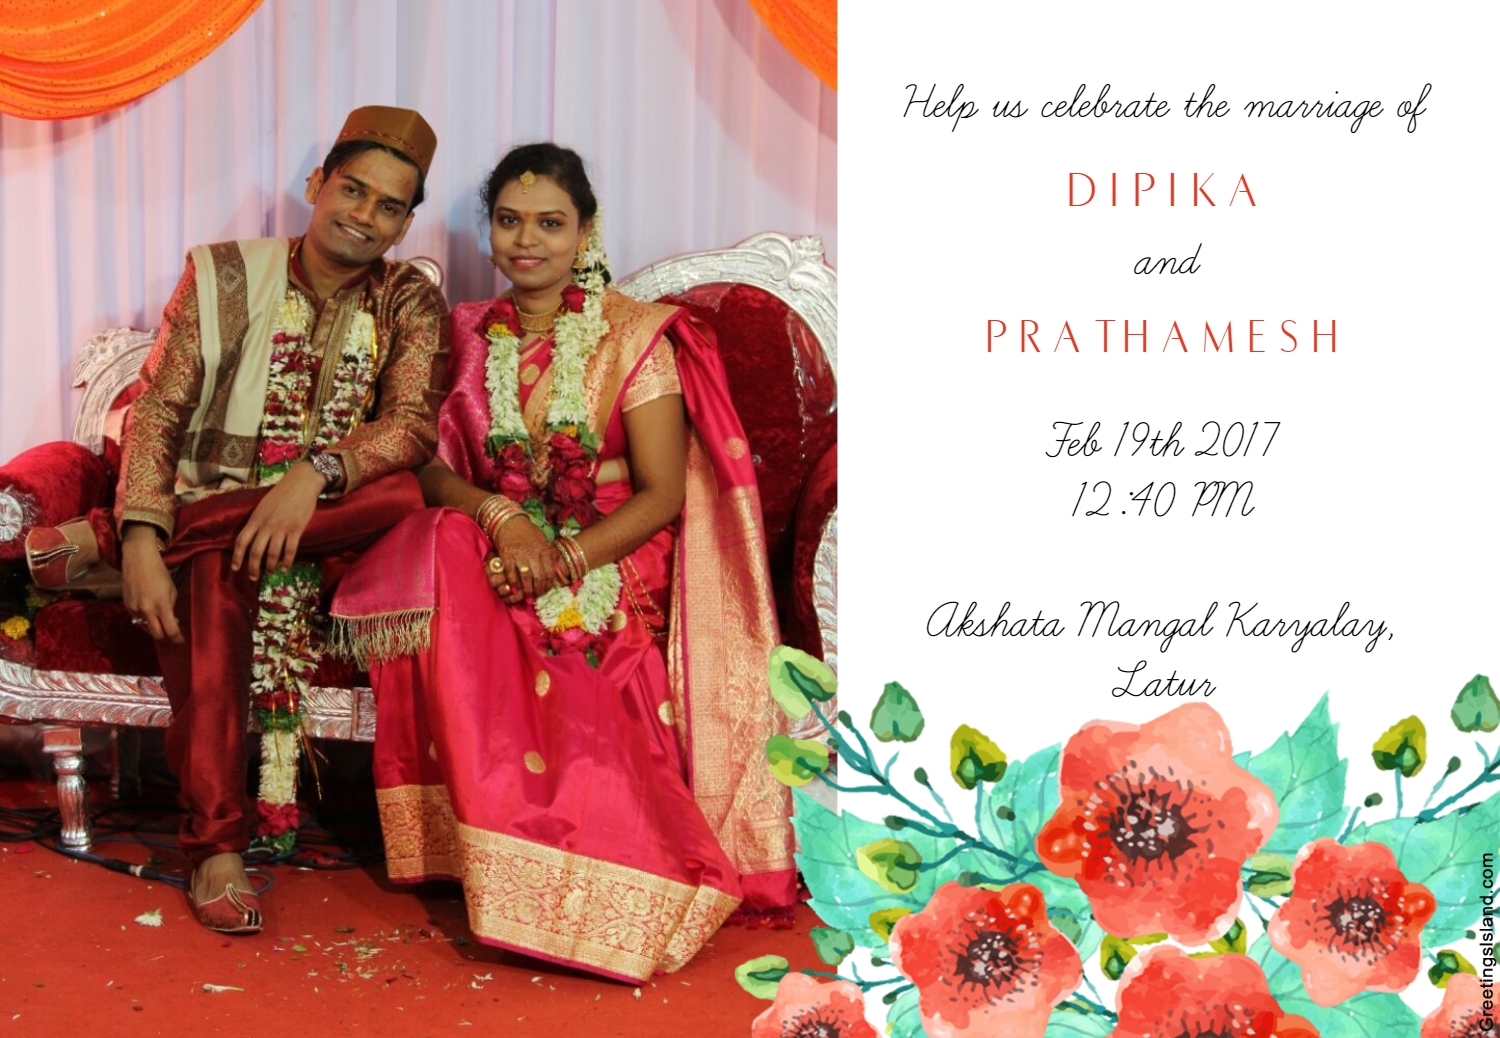 Help us celebrate the marriage of
DIPIKA
and
PRATHAMESH
Feb 19th 2017
12:40 PM
Akshata Mangal Karyalay,
Latur
GreetingsIsland.com